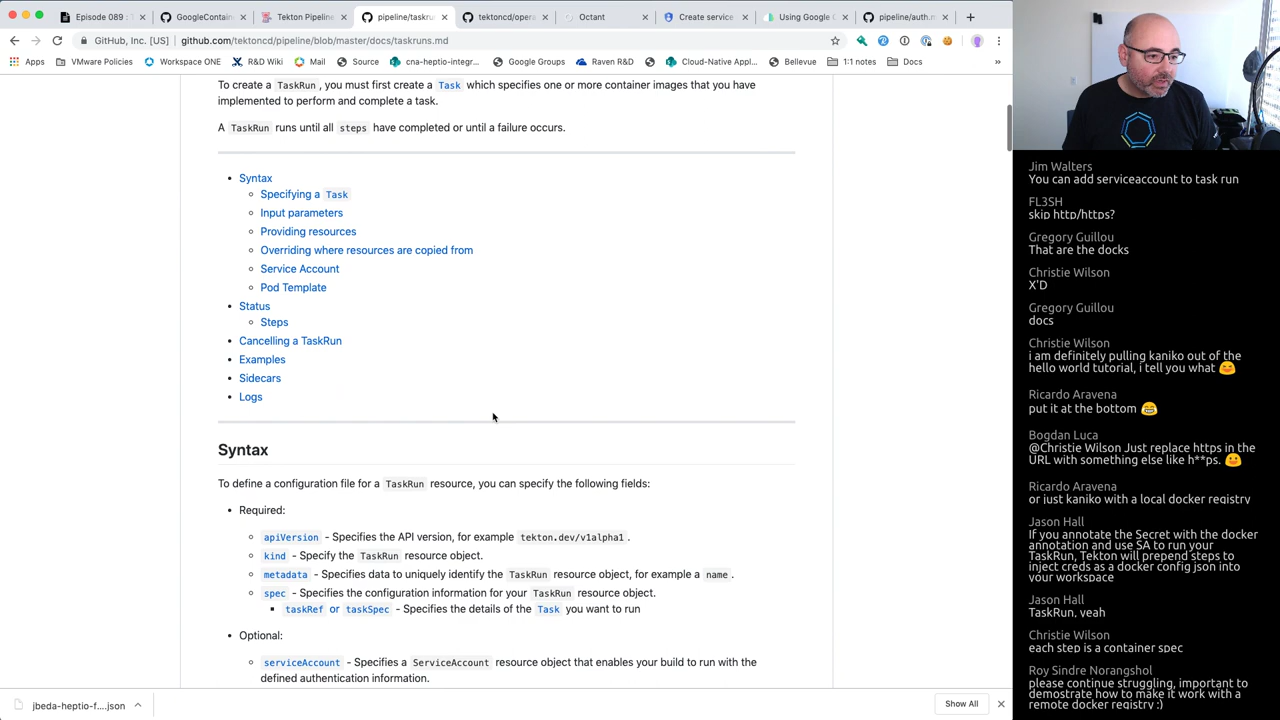 Episode 089 : T
GoogleContain
Tekton Pipeline
pipeline/taskru
tektoncd/opera
Octant
Create service
Using Google C
pipeline/auth.m
GitHub, Inc. [US] | github.com/tektoncd/pipeline/blob/master/docs/taskruns.md
Apps
VMware Policies
Workspace ONE
R&D Wiki
Mail
Source
cna-heptio-integr...
Google Groups
Raven R&D
Cloud-Native Appl...
Bellevue
1:1 notes
Docs
»
To create a TaskRun , you must first create a Task which specifies one or more container images that you have
implemented to perform and complete a task.
A TaskRun runs until all steps have completed or until a failure occurs.
• Syntax
Specifying a Task
Input parameters
Providing resources
Overriding where resources are copied from
Service Account
Pod Template
• Status
Steps
• Cancelling a TaskRun
• Examples
• Sidecars
• Logs
Syntax
To define a configuration file for a TaskRun resource, you can specify the following fields:
• Required:
apiVersion - Specifies the API version, for example tekton.dev/v1alpha1 .
kind - Specify the TaskRun resource object.
metadata - Specifies data to uniquely identify the TaskRun resource object, for example a name .
spec - Specifies the configuration information for your TaskRun resource object.
taskRef or taskSpec - Specifies the details of the Task you want to run
• Optional:
serviceAccount - Specifies a ServiceAccount resource object that enables your build to run with the
defined authentication information.
jbeda-heptio-f....json
Show All
Jim Walters
You can add serviceaccount to task run
FL3SH
skip http/https?
Gregory Guillou
That are the docks
Christie Wilson
X'D
Gregory Guillou
docs
Christie Wilson
i am definitely pulling kaniko out of the
hello world tutorial, i tell you what 😊
Ricardo Aravena
put it at the bottom 😁
Bogdan Luca
@Christie Wilson Just replace https in the
URL with something else like h**ps. 😀
Ricardo Aravena
or just kaniko with a local docker registry
Jason Hall
If you annotate the Secret with the docker
annotation and use SA to run your
TaskRun, Tekton will prepend steps to
inject creds as a docker config json into
your workspace
Jason Hall
TaskRun, yeah
Christie Wilson
each step is a container spec
Roy Sindre Norangshol
please continue struggling, important to
demostrate how to make it work with a
remote docker registry :)